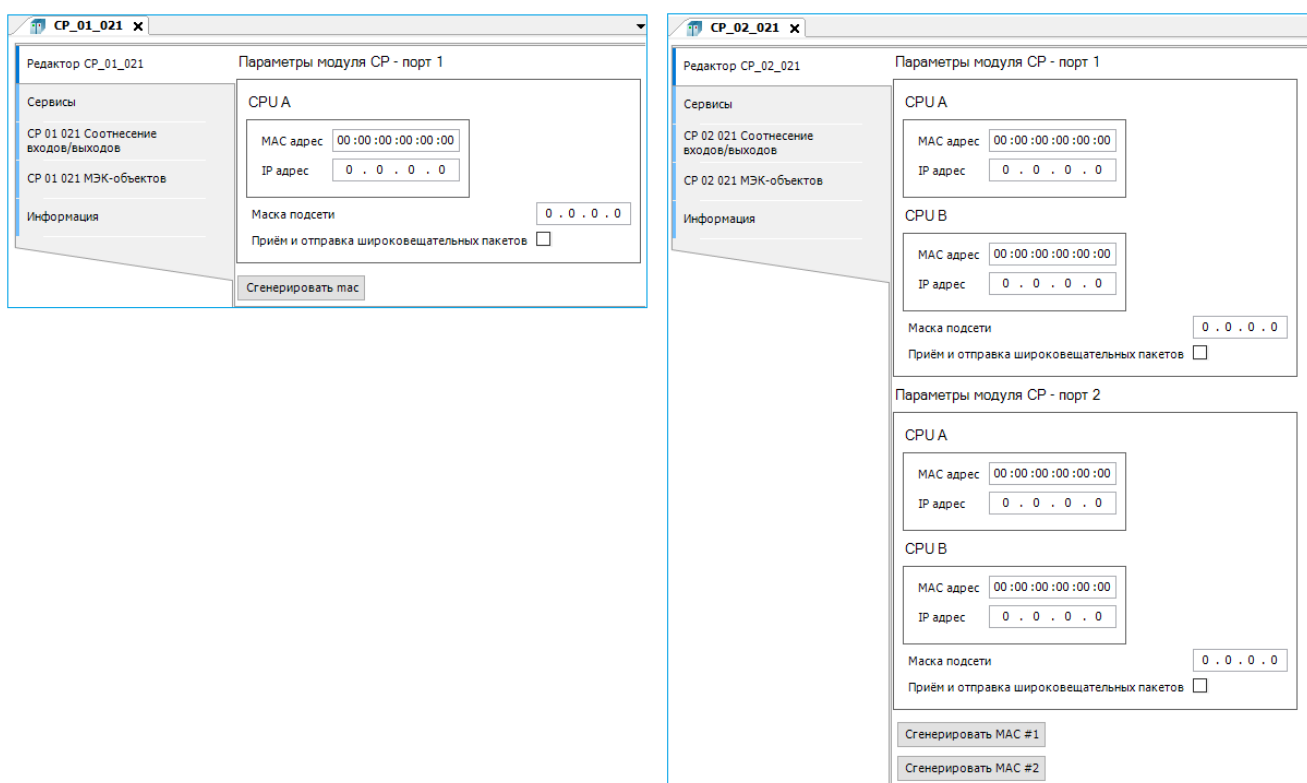 CP_01_021 x
Редактор CP_01_021
Сервисы
CP 01 021 Соотнесение
входов/выходов
CP 01 021 МЭК-объектов
Информация
Параметры модуля CP - порт 1
CPU A
MAC адрес 00:00:00:00:00:00
IP адрес 0 . 0 . 0 . 0
Маска подсети 0 . 0 . 0 . 0
Приём и отправка широковещательных пакетов
Сгенерировать mac
CP_02_021 x
Редактор CP_02_021
Сервисы
CP 02 021 Соотнесение
входов/выходов
CP 02 021 МЭК-объектов
Информация
Параметры модуля CP - порт 1
CPU A
MAC адрес 00:00:00:00:00:00
IP адрес 0 . 0 . 0 . 0
CPU B
MAC адрес 00:00:00:00:00:00
IP адрес 0 . 0 . 0 . 0
Маска подсети 0 . 0 . 0 . 0
Приём и отправка широковещательных пакетов
Параметры модуля CP - порт 2
CPU A
MAC адрес 00:00:00:00:00:00
IP адрес 0 . 0 . 0 . 0
CPU B
MAC адрес 00:00:00:00:00:00
IP адрес 0 . 0 . 0 . 0
Маска подсети 0 . 0 . 0 . 0
Приём и отправка широковещательных пакетов
Сгенерировать MAC #1
Сгенерировать MAC #2